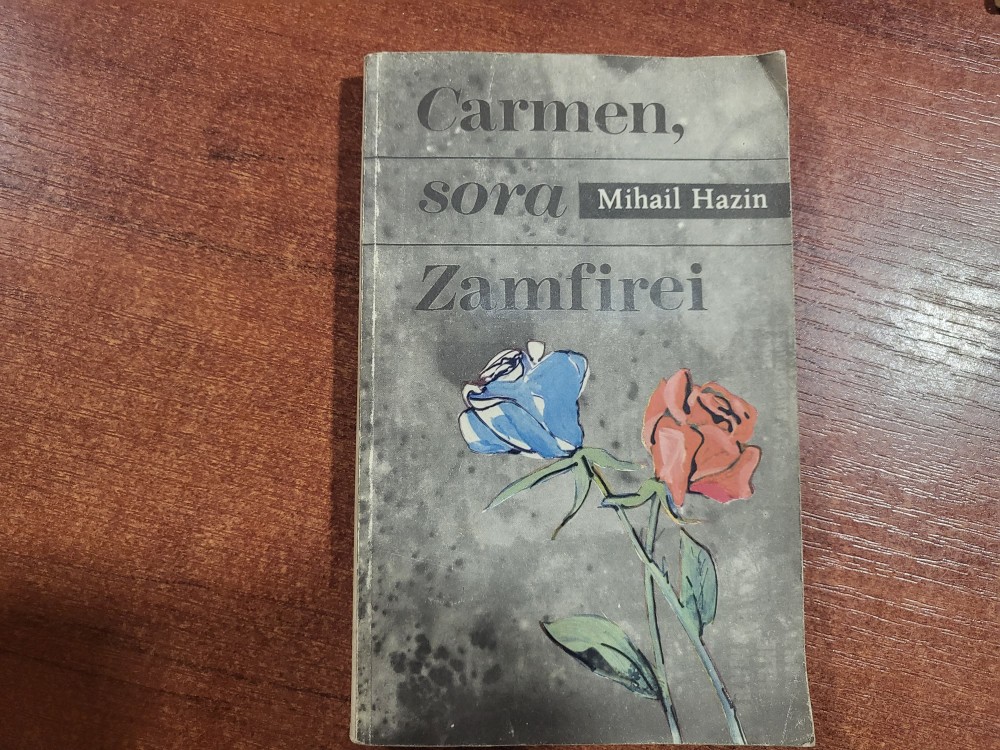 Carmen,
sora
Mihail Hazin
Zamfirei